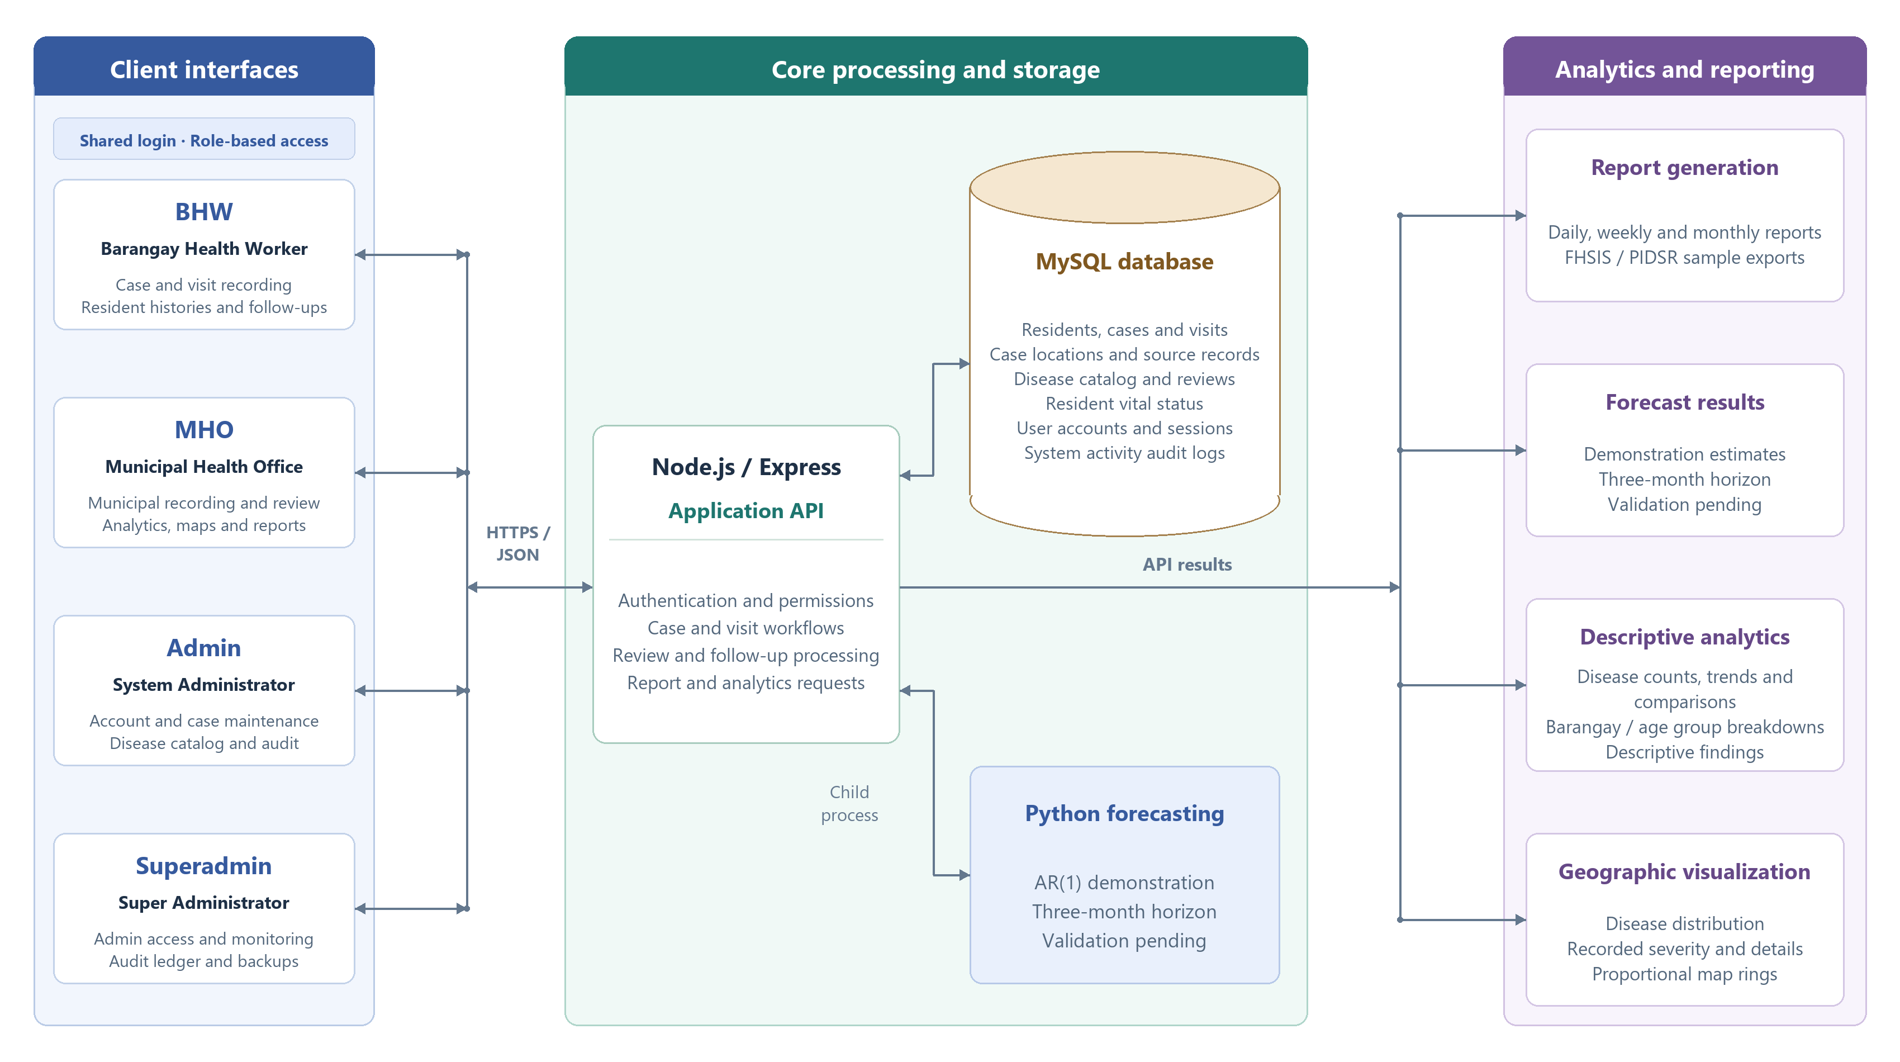 Client interfaces
Shared login · Role-based access
BHW
Barangay Health Worker
Case and visit recording
Resident histories and follow-ups
MHO
Municipal Health Office
Municipal recording and review
Analytics, maps and reports
Admin
System Administrator
Account and case maintenance
Disease catalog and audit
Superadmin
Super Administrator
Admin access and monitoring
Audit ledger and backups
HTTPS /
JSON
Core processing and storage
Node.js / Express
Application API
Authentication and permissions
Case and visit workflows
Review and follow-up processing
Report and analytics requests
MySQL database
Residents, cases and visits
Case locations and source records
Disease catalog and reviews
Resident vital status
User accounts and sessions
System activity audit logs
API results
Child
process
Python forecasting
AR(1) demonstration
Three-month horizon
Validation pending
Analytics and reporting
Report generation
Daily, weekly and monthly reports
FHSIS / PIDSR sample exports
Forecast results
Demonstration estimates
Three-month horizon
Validation pending
Descriptive analytics
Disease counts, trends and
comparisons
Barangay / age group breakdowns
Descriptive findings
Geographic visualization
Disease distribution
Recorded severity and details
Proportional map rings